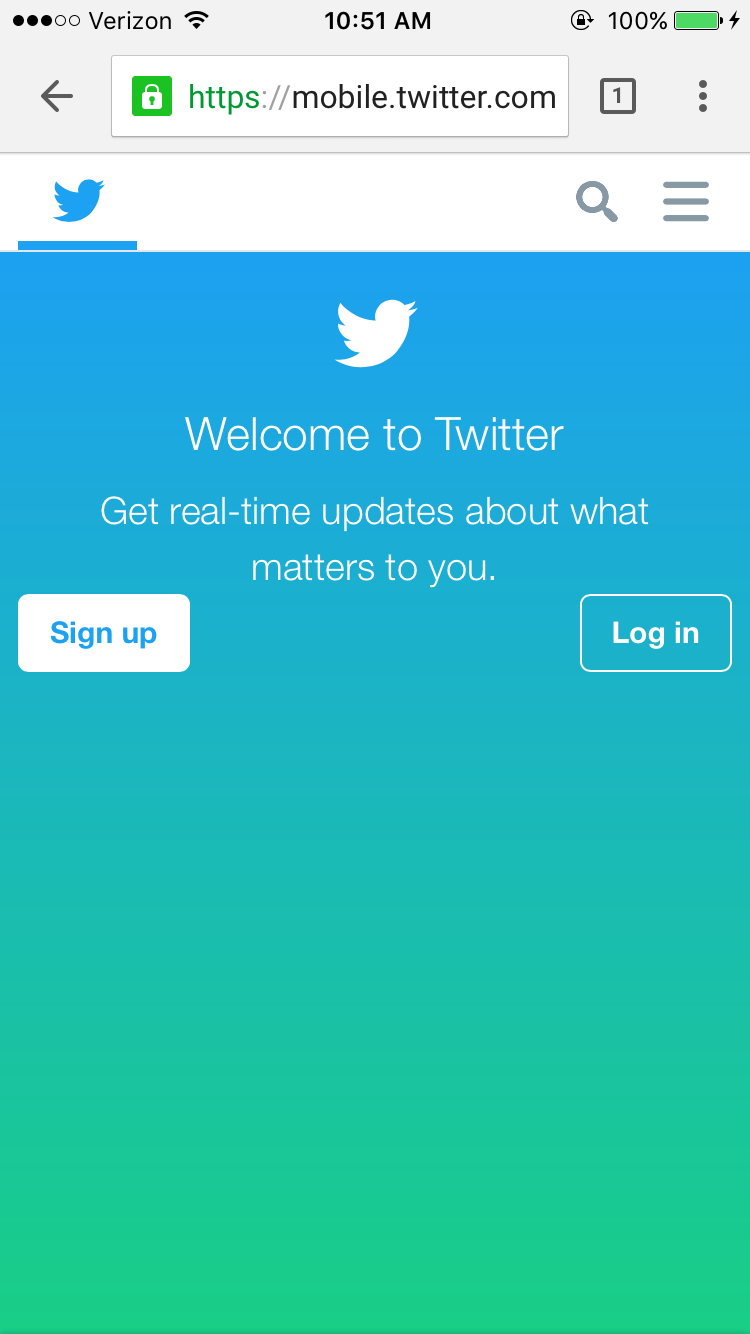 Verizon 10:51 AM 100%
https://mobile.twitter.com 1
Welcome to Twitter
Get real-time updates about what
matters to you.
Sign up Log in